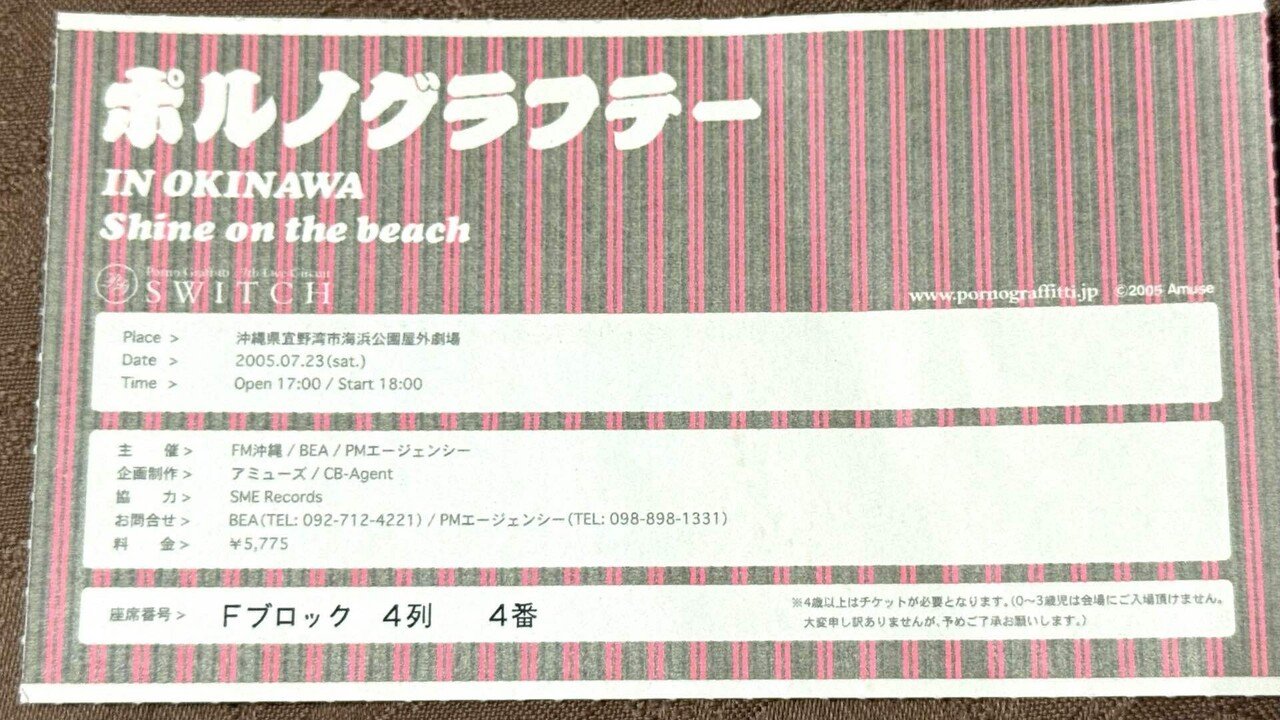 ポルノグラフテー
IN OKINAWA
Shine on the beach
Porno Graffitti 7th Live Circuit
SWITCH
www.pornograffitti.jp ©2005 Amuse
Place > 沖縄県宜野湾市海浜公園屋外劇場
Date > 2005.07.23(sat.)
Time > Open 17:00 / Start 18:00
主 催> FM沖縄 / BEA / PMエージェンシー
企画制作> アミューズ / CB-Agent
協 力> SME Records
お問合せ> BEA(TEL: 092-712-4221) / PMエージェンシー(TEL: 098-898-1331)
料 金> ¥5,775
座席番号> Fブロック 4列 4番
※4歳以上はチケットが必要となります。(0〜3歳児は会場にご入場頂けません。
大変申し訳ありませんが、予めご了承お願いします。)